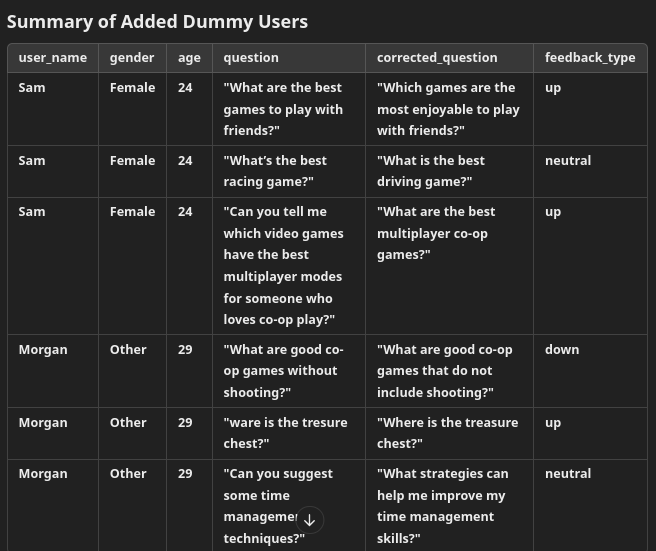 Summary of Added Dummy Users
user_name gender age question corrected_question feedback_type
Sam Female 24 "What are the best "Which games are the up
games to play with most enjoyable to play
friends?" with friends?"
Sam Female 24 "What's the best "What is the best neutral
racing game?" driving game?"
Sam Female 24 "Can you tell me "What are the best up
which video games multiplayer co-op
have the best games?"
multiplayer modes
for someone who
loves co-op play?"
Morgan Other 29 "What are good co- "What are good co-op down
op games without games that do not
shooting?" include shooting?"
Morgan Other 29 "ware is the tresure "Where is the treasure up
chest?" chest?"
Morgan Other 29 "Can you suggest "What strategies can neutral
some time help me improve my
time management
techniques?" skills?"